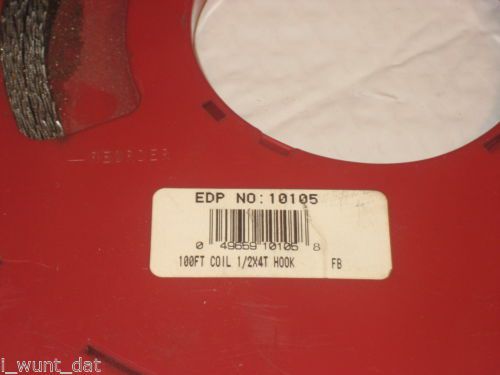 REORDER
EDP NO:10105
0 49659 10105 8
100FT COIL 1/2X4T HOOK FB
i_wunt_dat